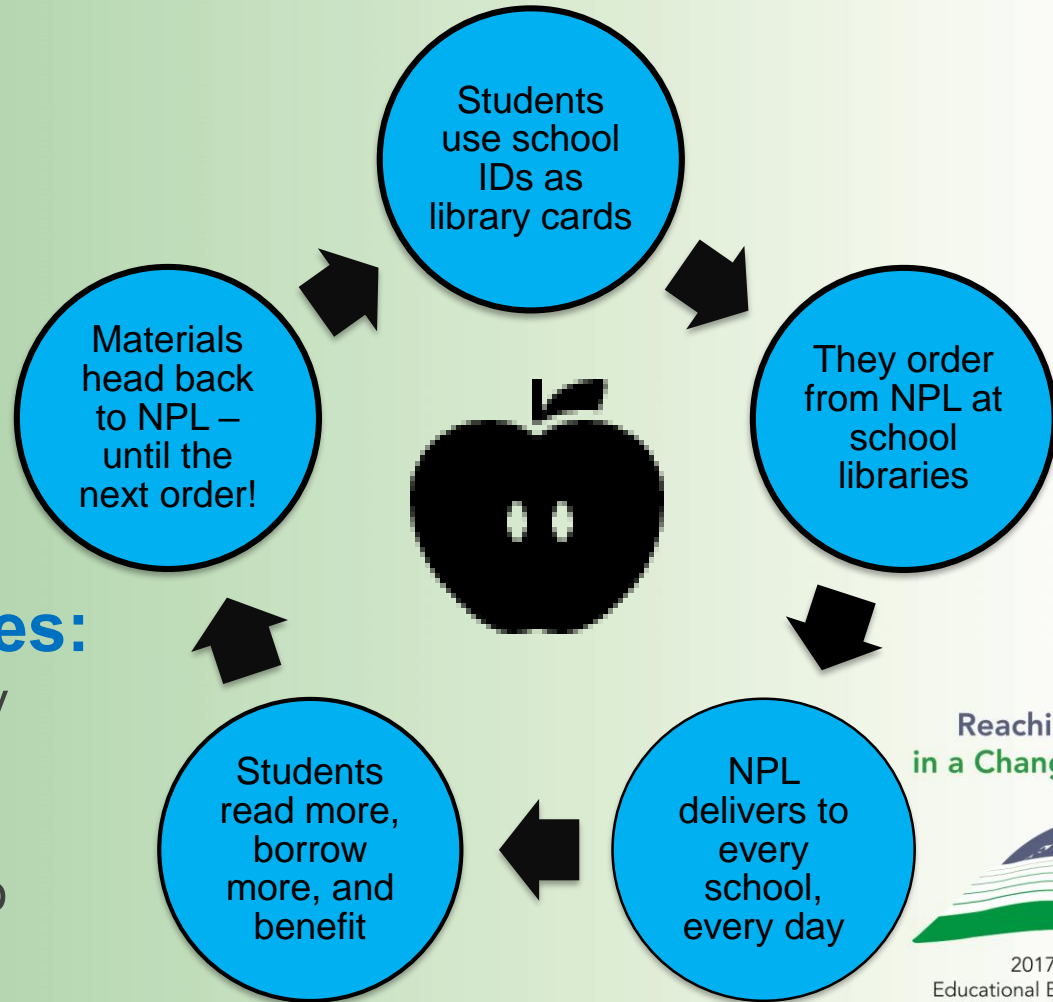 Students
use school
IDs as
library cards
They order
from NPL at
school
libraries
NPL
delivers to
every
school,
every day
Students
read more,
borrow
more, and
benefit
Materials
head back
to NPL –
until the
next order!
es:
y
Reachi
in a Chang
2017
Educational E